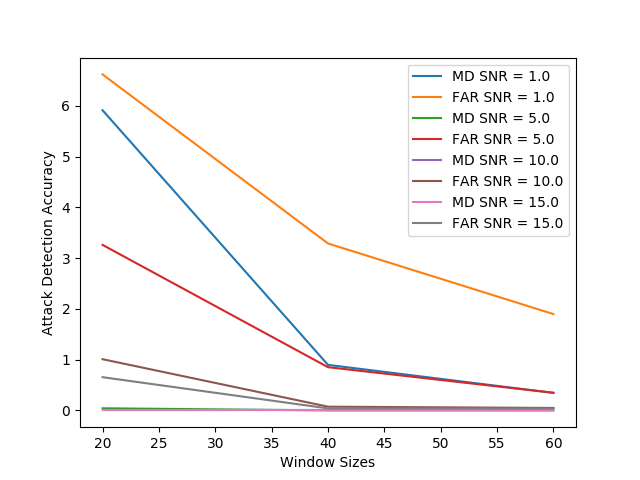 MD SNR = 1.0
FAR SNR = 1.0
MD SNR = 5.0
FAR SNR = 5.0
MD SNR = 10.0
FAR SNR = 10.0
MD SNR = 15.0
FAR SNR = 15.0
Attack Detection Accuracy
6
5
4
3
2
1
0
20 25 30 35 40 45 50 55 60
Window Sizes